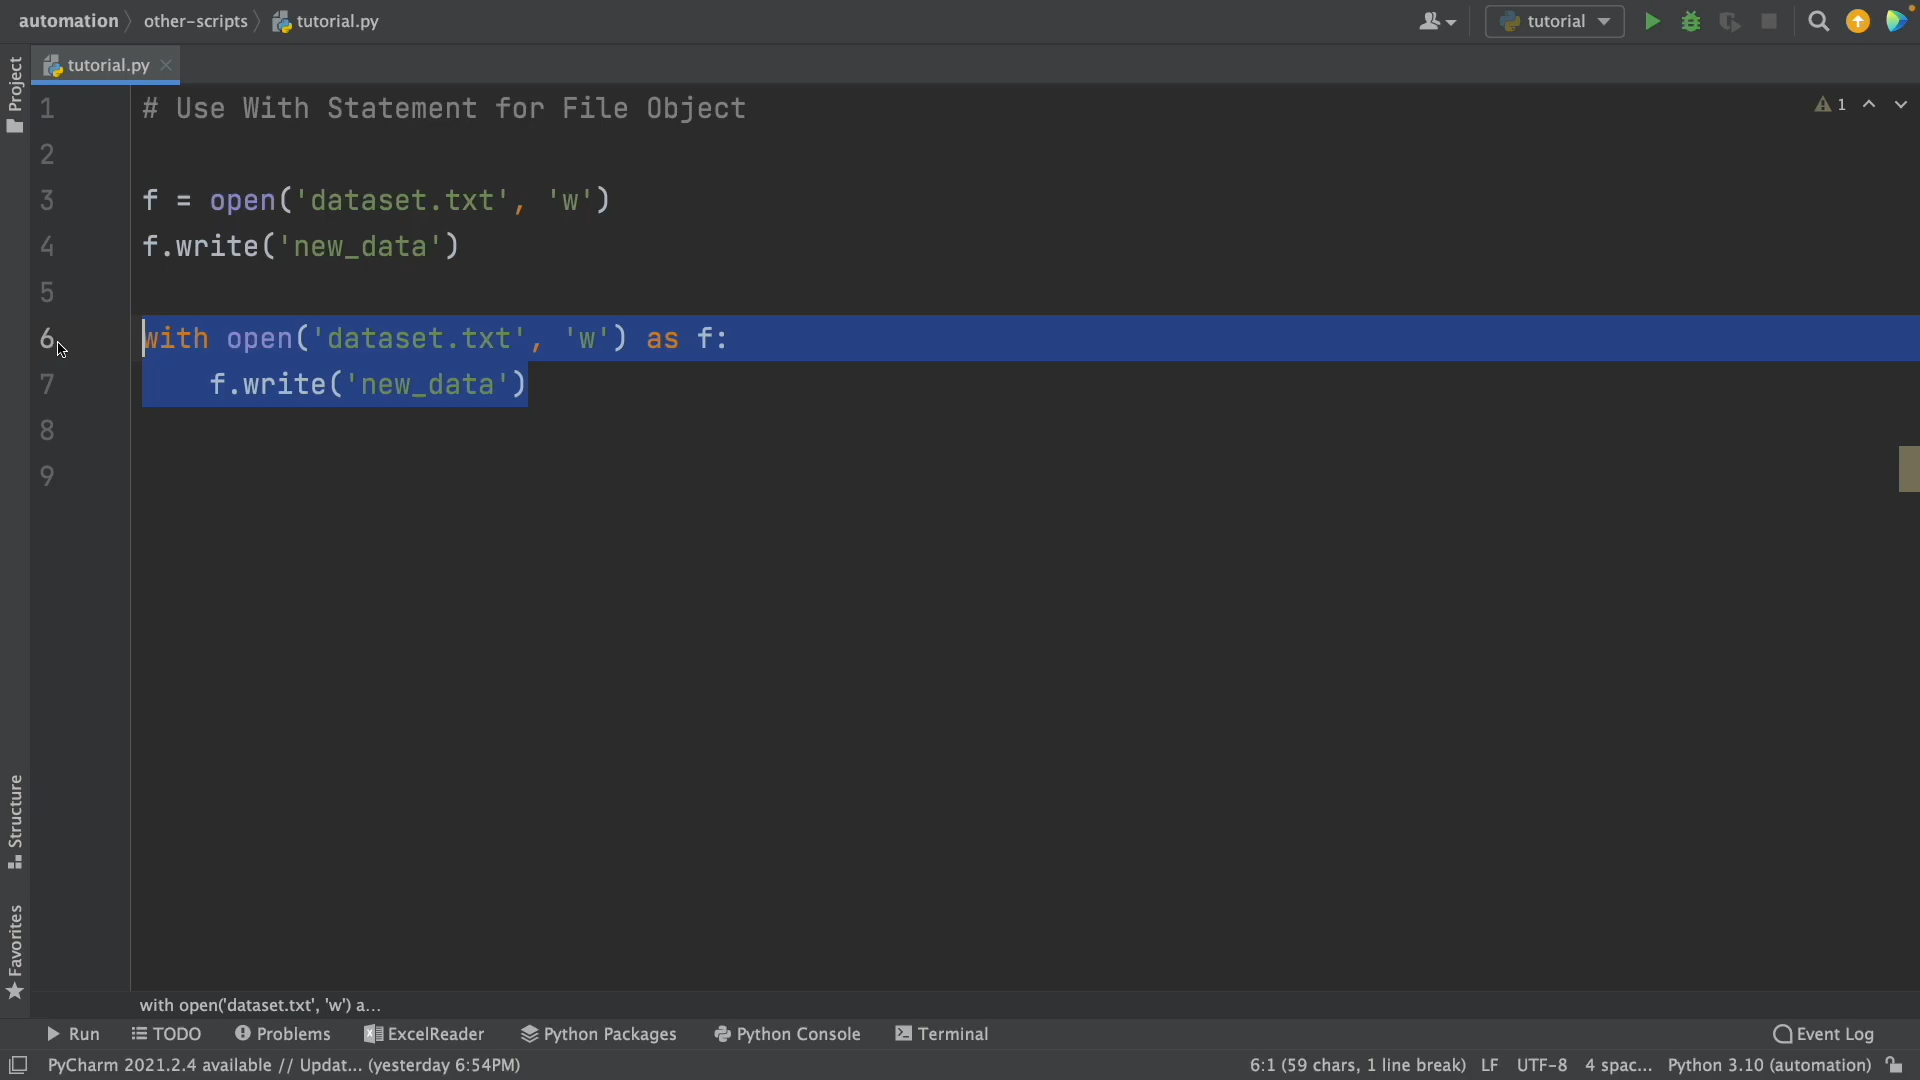 automation other-scripts tutorial.py tutorial
tutorial.py
Project
1 # Use With Statement for File Object 1
2
3 f = open('dataset.txt', 'w')
4 f.write('new_data')
5
6 with open('dataset.txt', 'w') as f:
7 f.write('new_data')
8
9
Structure
Favorites
with open('dataset.txt', 'w') a...
Run TODO Problems ExcelReader Python Packages Python Console Terminal Event Log
PyCharm 2021.2.4 available // Updat... (yesterday 6:54PM) 6:1 (59 chars, 1 line break) LF UTF-8 4 spac... Python 3.10 (automation)